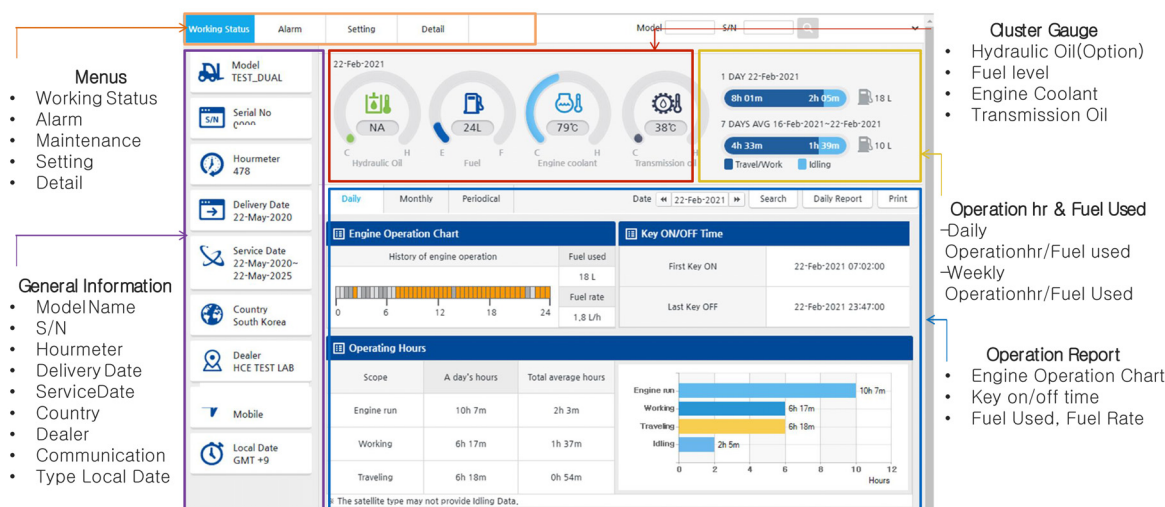 Working Status
Alarm
Setting
Detail
Model
S/N
Menus
• Working Status
• Alarm
• Maintenance
• Setting
• Detail
General Information
• Model Name
• S/N
• Hourmeter
• Delivery Date
• ServiceDate
• Country
• Dealer
• Communication
• Type Local Date
Model
TEST_DUAL
S/N
Serial No
Hourmeter
478
Delivery Date
22-May-2020
Service Date
22-May-2020~
22-May-2025
Country
South Korea
Dealer
HCE TEST LAB
Mobile
Local Date
GMT +9
22-Feb-2021
NA
C H
Hydraulic Oil
24L
E F
Fuel
79℃
C H
Engine coolant
38℃
C H
Transmission oil
1 DAY 22-Feb-2021
8h 01m 2h 05m 18 L
7 DAYS AVG 16-Feb-2021~22-Feb-2021
4h 33m 1h 39m 10 L
Travel/Work Idling
Daily Monthly Periodical
Date 22-Feb-2021 Search Daily Report Print
Engine Operation Chart
History of engine operation Fuel used
18 L
Fuel rate
1,8 L/h
0 6 12 18 24
Key ON/OFF Time
First Key ON 22-Feb-2021 07:02:00
Last Key OFF 22-Feb-2021 23:47:00
Operating Hours
Scope A day's hours Total average hours
Engine run 10h 7m 2h 3m
Working 6h 17m 1h 37m
Traveling 6h 18m 0h 54m
Engine run 10h 7m
Working 6h 17m
Traveling 6h 18m
Idling 2h 5m
0 2 4 6 8 10 12
Hours
The satellite type may not provide Idling Data.
Cluster Gauge
• Hydraulic Oil(Option)
• Fuel level
• Engine Coolant
• Transmission Oil
Operation hr & Fuel Used
-Daily
Operationhr/Fuel used
-Weekly
Operationhr/Fuel Used
Operation Report
• Engine Operation Chart
• Key on/off time
• Fuel Used, Fuel Rate